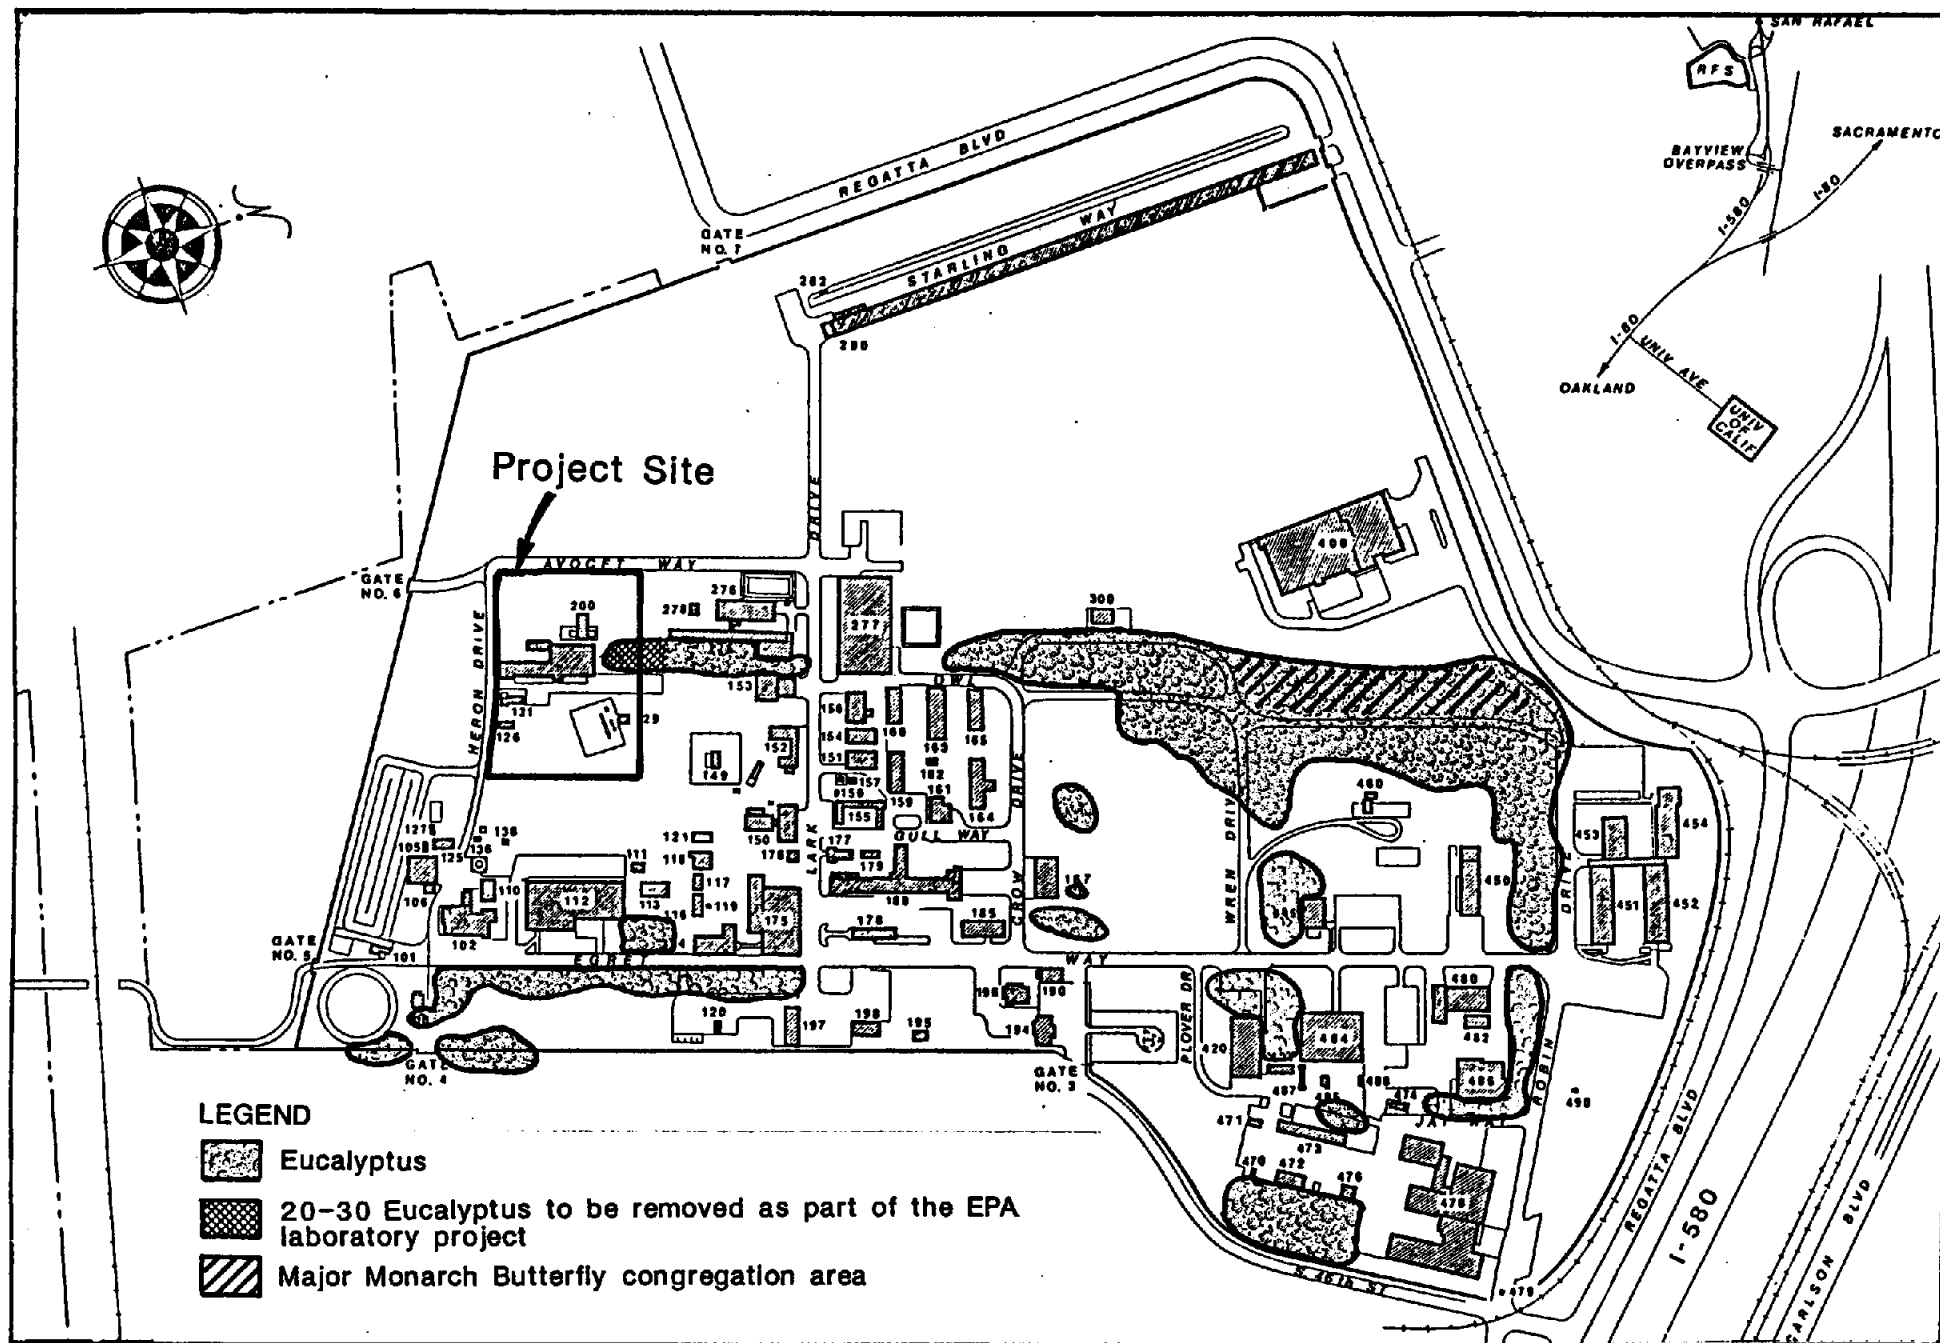 SAN RAFAEL
RFS
SACRAMENTO
BAYVIEW
OVERPASS
I-80
I-580
REGATTA BLVD
GATE
NO. 7
STARLING WAY
282
280
I-80
UNIV AVE
OAKLAND
UNIV
OF
CALIF
Project Site
DRIVE
AVOCET WAY
GATE
NO. 6
200
276
278
277
300
HERON DRIVE
153
OWL
121
126
29
156
166
163
165
154
152
151
149
162
157
159
161
164
155
DRIVE
WREN DRIVE
460
GULL WAY
150
121
LARK
177
179
178
127
136
105
125
136
111
118
117
110
113
112
119
116
106
175
188
CROW
187
453
454
450
DRIVE
451
452
102
101
GATE
NO. 5
EGRET WAY
176
185
190
198
194
195
197
120
PLOVER DR
420
484
480
482
486
ROBIN
GATE
NO. 4
GATE
NO. 3
487
474
498
471
JAY WAY
473
470
472
476
478
479
S. 46th ST
REGATTA BLVD
I-580
CARLSON BLVD
LEGEND
Eucalyptus
20-30 Eucalyptus to be removed as part of the EPA
laboratory project
Major Monarch Butterfly congregation area